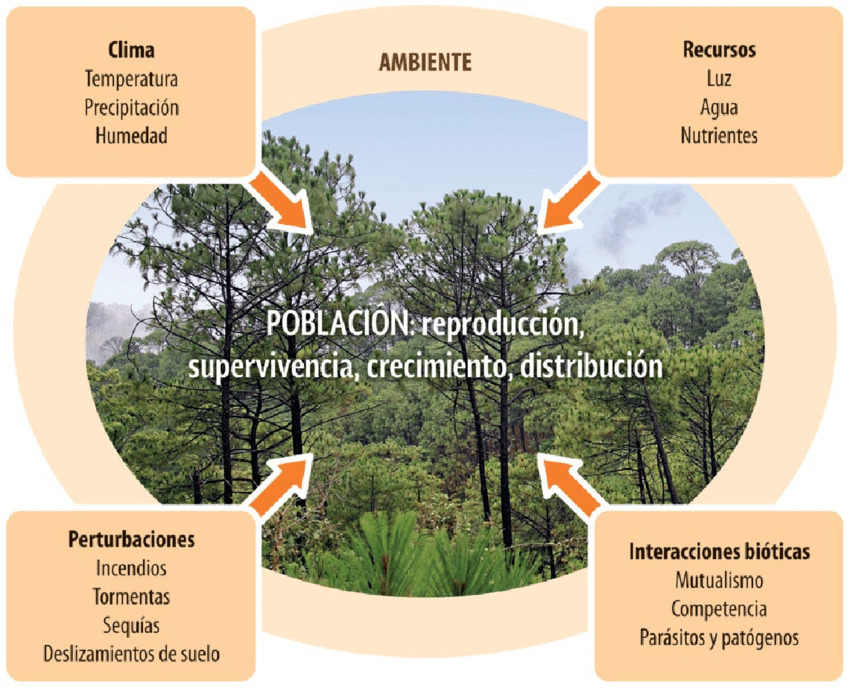 Clima
Temperatura
Precipitación
Humedad
AMBIENTE
Recursos
Luz
Agua
Nutrientes
POBLACIÓN: reproducción,
supervivencia, crecimiento, distribución
Perturbaciones
Incendios
Tormentas
Sequías
Deslizamientos de suelo
Interacciones bióticas
Mutualismo
Competencia
Parásitos y patógenos